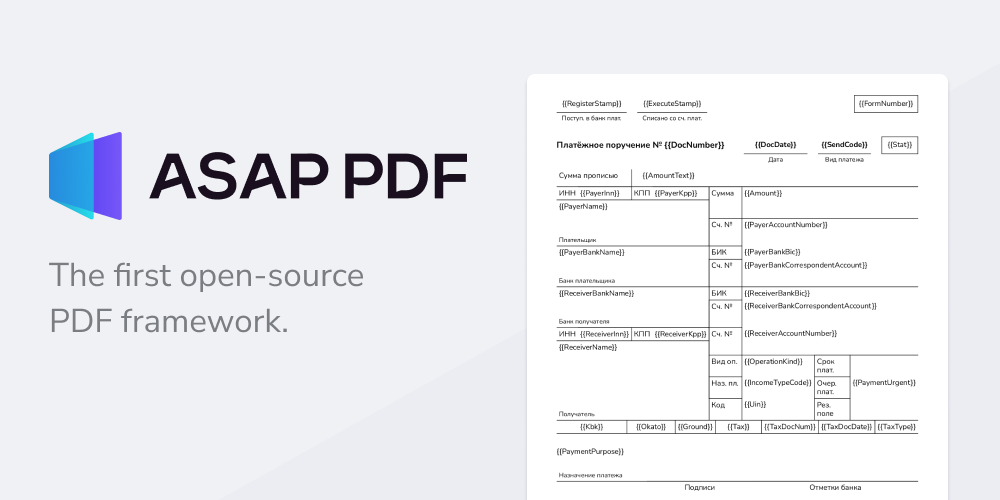 ASAP PDF
The first open-source
PDF framework.
{{RegisterStamp}} {{ExecuteStamp}} {{FormNumber}}
Поступ. в банк плат. Списано со сч. плат.
Платёжное поручение № {{DocNumber}} {{DocDate}} {{SendCode}} {{Stat}}
Дата Вид платежа
Сумма прописью {{AmountText}}
ИНН {{PayerInn}} КПП {{PayerKpp}} Сумма {{Amount}}
{{PayerName}}
Сч. № {{PayerAccountNumber}}
Плательщик
{{PayerBankName}} БИК {{PayerBankBic}}
Сч. № {{PayerBankCorrespondentAccount}}
Банк плательщика
{{ReceiverBankName}} БИК {{ReceiverBankBic}}
Сч. № {{ReceiverBankCorrespondentAccount}}
Банк получателя
ИНН {{ReceiverInn}} КПП {{ReceiverKpp}} Сч. № {{ReceiverAccountNumber}}
{{ReceiverName}}
Вид оп. {{OperationKind}} Срок
плат.
Наз. пл. {{IncomeTypeCode}} Очер. {{PaymentUrgent}}
плат.
Код {{Uin}} Рез.
поле
Получатель
{{Kbk}} {{Okato}} {{Ground}} {{Tax}} {{TaxDocNum}} {{TaxDocDate}} {{TaxType}}
{{PaymentPurpose}}
Назначение платежа
Подписи Отметки банка